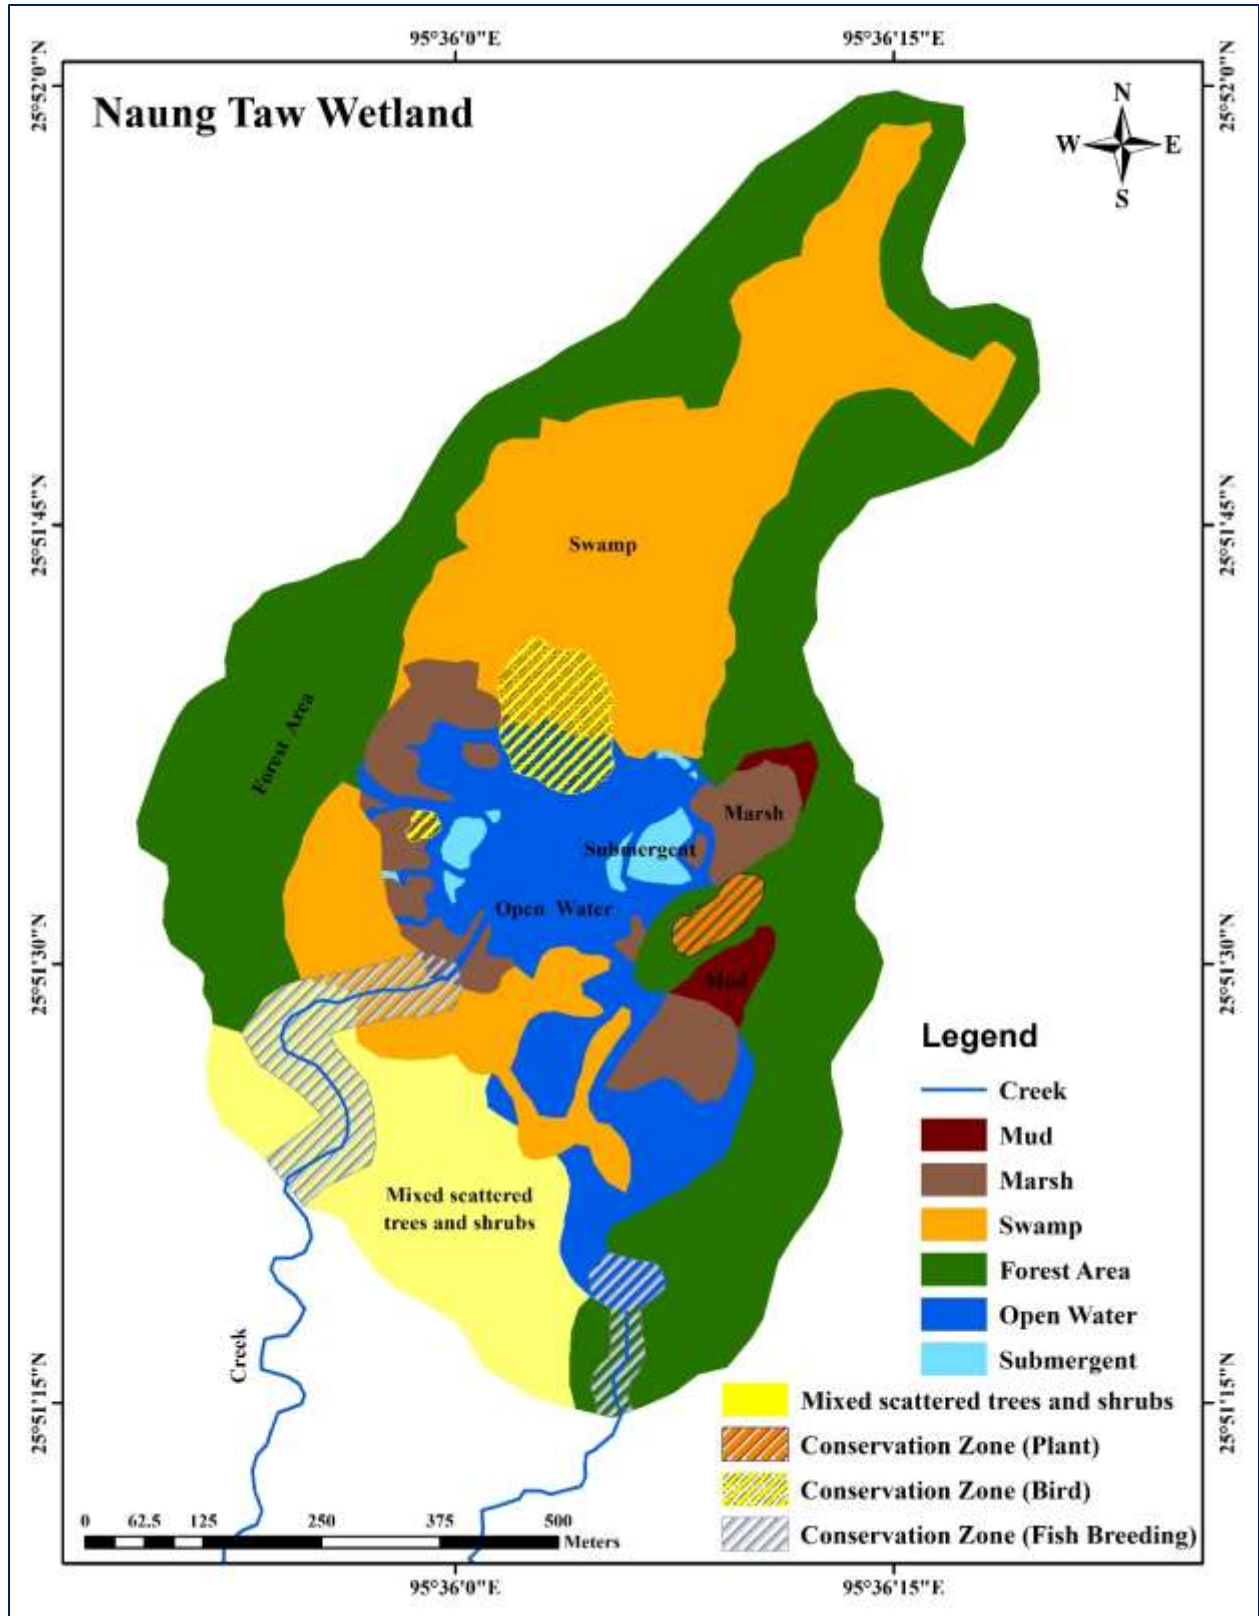 95°36'0"E
95°36'15"E
25°52'0"N
25°52'0"N
Naung Taw Wetland
N
W
E
S
25°51'45"N
25°51'45"N
Swamp
Forest Area
Marsh
Submergent
Open Water
25°51'30"N
25°51'30"N
Mud
Mixed scattered
trees and shrubs
Creek
25°51'15"N
25°51'15"N
Legend
Creek
Mud
Marsh
Swamp
Forest Area
Open Water
Submergent
Mixed scattered trees and shrubs
Conservation Zone (Plant)
Conservation Zone (Bird)
Conservation Zone (Fish Breeding)
0 62.5 125 250 375 500
Meters
95°36'0"E
95°36'15"E